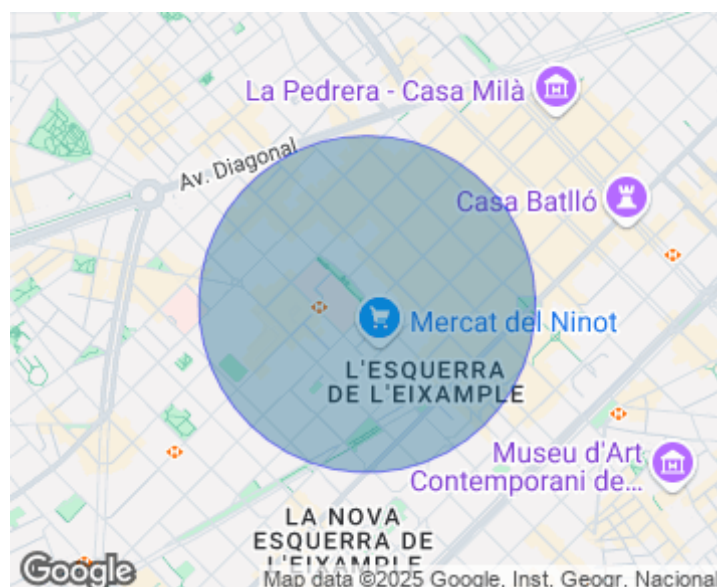 La Pedrera - Casa Milà
Av. Diagonal
Casa Batlló
Mercat del Ninot
L'ESQUERRA
DE L'EIXAMPLE
Museu d'Art
Contemporani de...
LA NOVA
ESQUERRA DE
L'EIXAMPLE
Google
Map data ©2025 Google, Inst. Geogr. Nacional